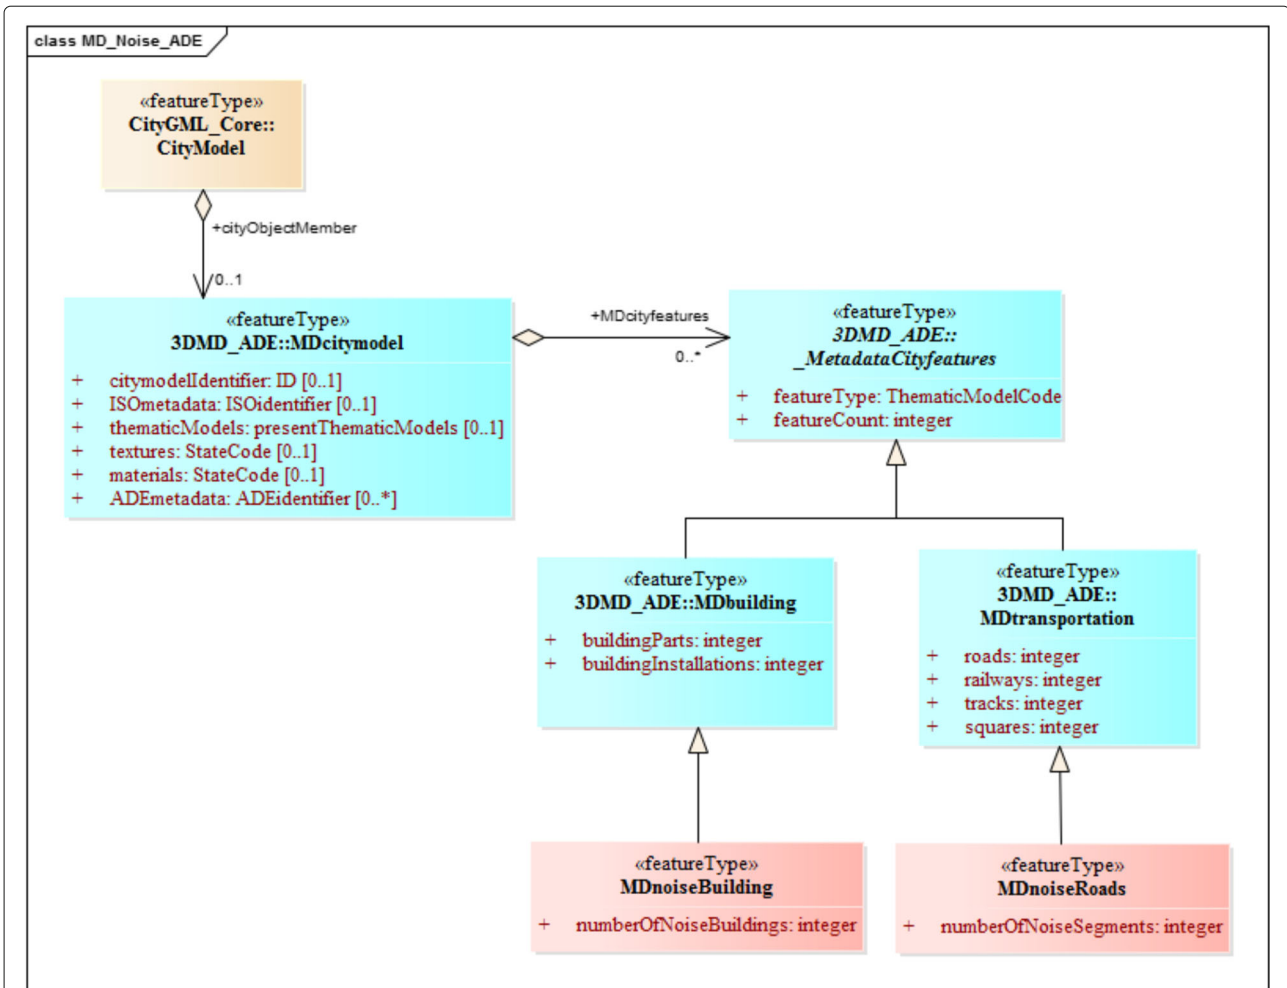 class MD_Noise_ADE
«featureType»
CityGML_Core::
CityModel
+cityObjectMember
0..1
«featureType»
3DMD_ADE::MDcitymodel
+ citymodelIdentifier: ID [0..1]
+ ISOmetadata: ISOidentifier [0..1]
+ thematicModels: presentThematicModels [0..1]
+ textures: StateCode [0..1]
+ materials: StateCode [0..1]
+ ADEmetadata: ADEidentifier [0..*]
+MDcityfeatures
0..*
«featureType»
3DMD_ADE::
_MetadataCityfeatures
+ featureType: ThematicModelCode
+ featureCount: integer
«featureType»
3DMD_ADE::MDbuilding
+ buildingParts: integer
+ buildingInstallations: integer
«featureType»
3DMD_ADE::
MDtransportation
+ roads: integer
+ railways: integer
+ tracks: integer
+ squares: integer
«featureType»
MDnoiseBuilding
+ numberOfNoiseBuildings: integer
«featureType»
MDnoiseRoads
+ numberOfNoiseSegments: integer